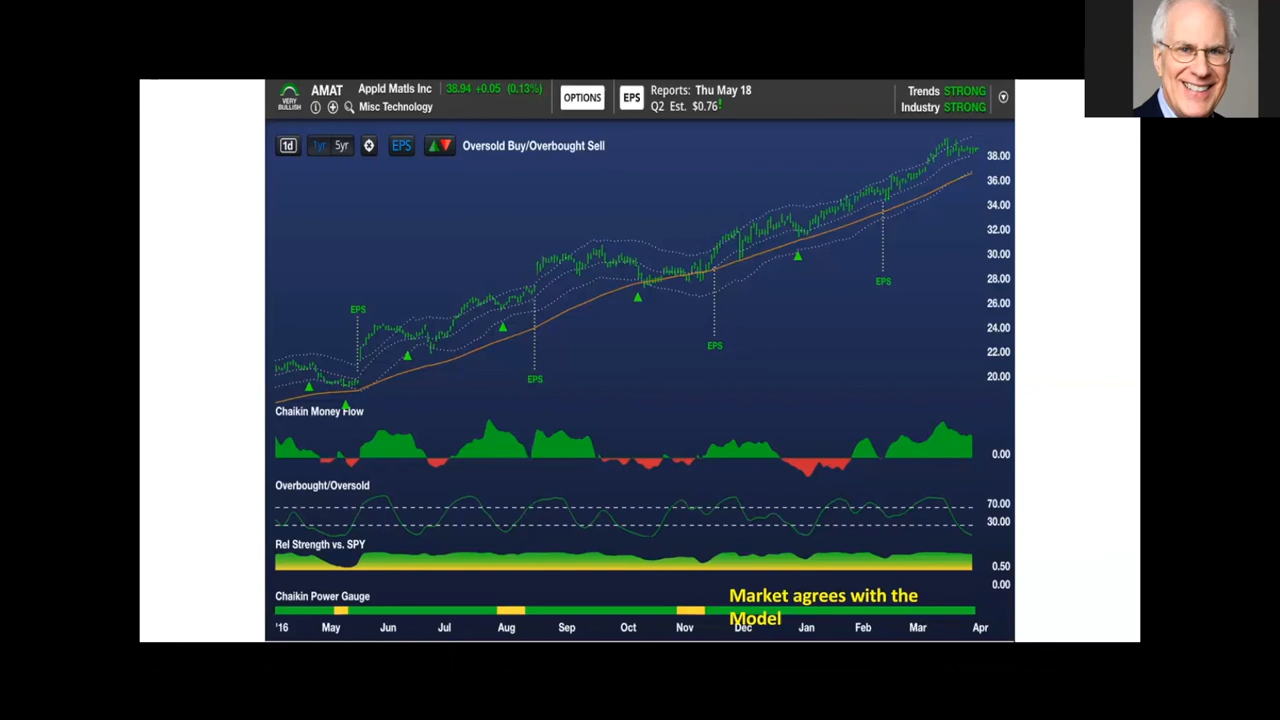 AMAT
Appld Matls Inc
38.94 +0.05 (0.13%)
VERY
BULLISH
Misc Technology
OPTIONS
EPS
Reports: Thu May 18
Q2 Est. $0.76!
Trends STRONG
Industry STRONG
1d
1yr 5yr
EPS
Oversold Buy/Overbought Sell
38.00
36.00
34.00
32.00
30.00
28.00
26.00
24.00
22.00
20.00
EPS
EPS
EPS
EPS
Chaikin Money Flow
0.00
Overbought/Oversold
70.00
30.00
Rel Strength vs. SPY
0.50
0.00
Chaikin Power Gauge
Market agrees with the
Model
'16 May Jun Jul Aug Sep Oct Nov Dec Jan Feb Mar Apr